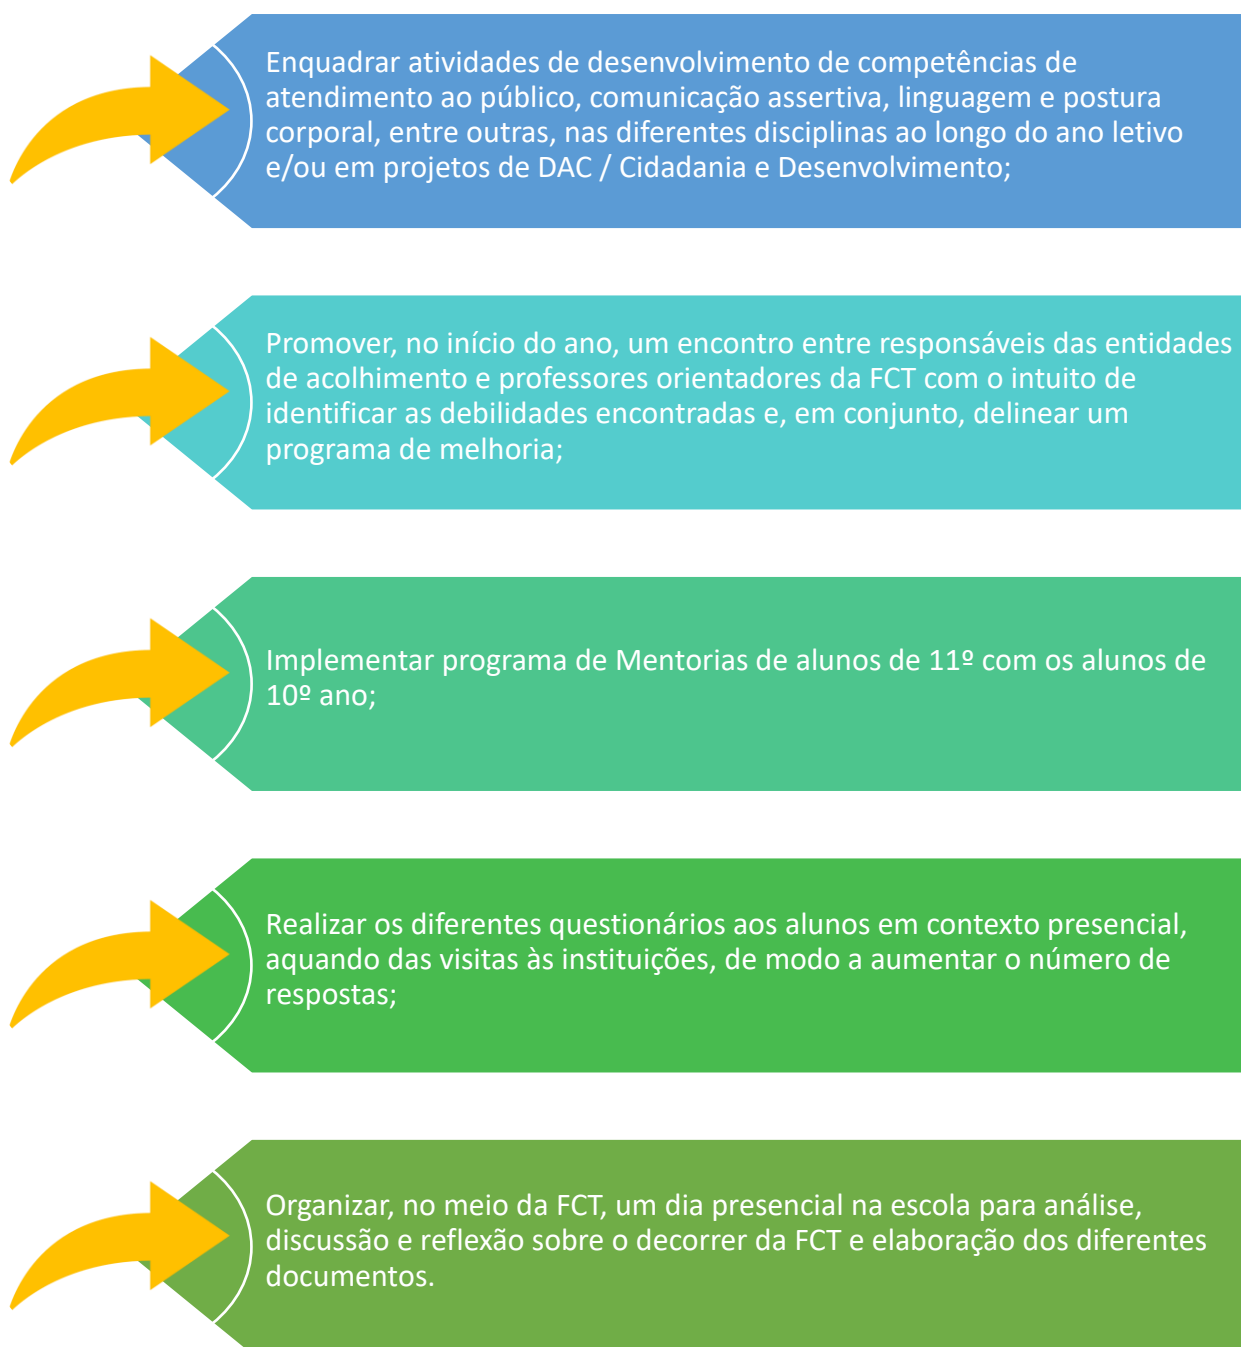 Enquadrar atividades de desenvolvimento de competências de
atendimento ao público, comunicação assertiva, linguagem e postura
corporal, entre outras, nas diferentes disciplinas ao longo do ano letivo
e/ou em projetos de DAC / Cidadania e Desenvolvimento;
Promover, no início do ano, um encontro entre responsáveis das entidades
de acolhimento e professores orientadores da FCT com o intuito de
identificar as debilidades encontradas e, em conjunto, delinear um
programa de melhoria;
Implementar programa de Mentorias de alunos de 11º com os alunos de
10º ano;
Realizar os diferentes questionários aos alunos em contexto presencial,
aquando das visitas às instituições, de modo a aumentar o número de
respostas;
Organizar, no meio da FCT, um dia presencial na escola para análise,
discussão e reflexão sobre o decorrer da FCT e elaboração dos diferentes
documentos.